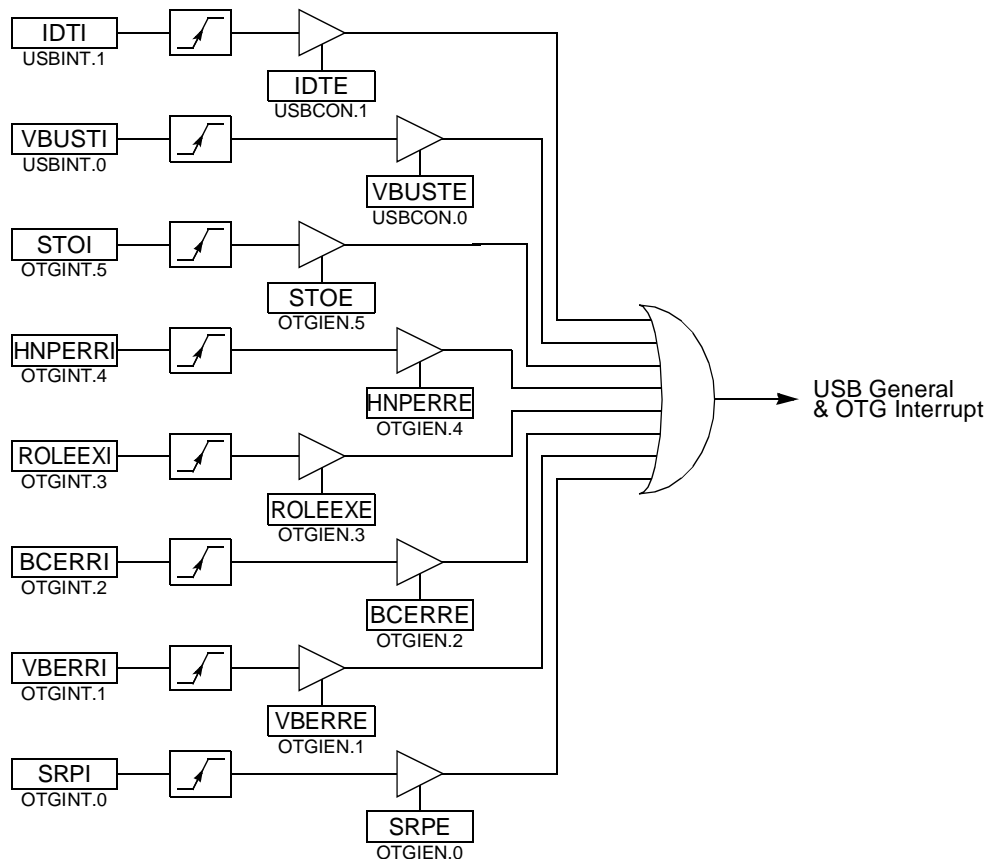 IDTI
USBINT.1
IDTE
USBCON.1
VBUSTI
USBINT.0
VBUSTE
USBCON.0
STOI
OTGINT.5
STOE
OTGIEN.5
HNPERRI
OTGINT.4
HNPERRE
OTGIEN.4
USB General
& OTG Interrupt
ROLEEXI
OTGINT.3
ROLEEXE
OTGIEN.3
BCERRI
OTGINT.2
BCERRE
OTGIEN.2
VBERRI
OTGINT.1
VBERRE
OTGIEN.1
SRPI
OTGINT.0
SRPE
OTGIEN.0